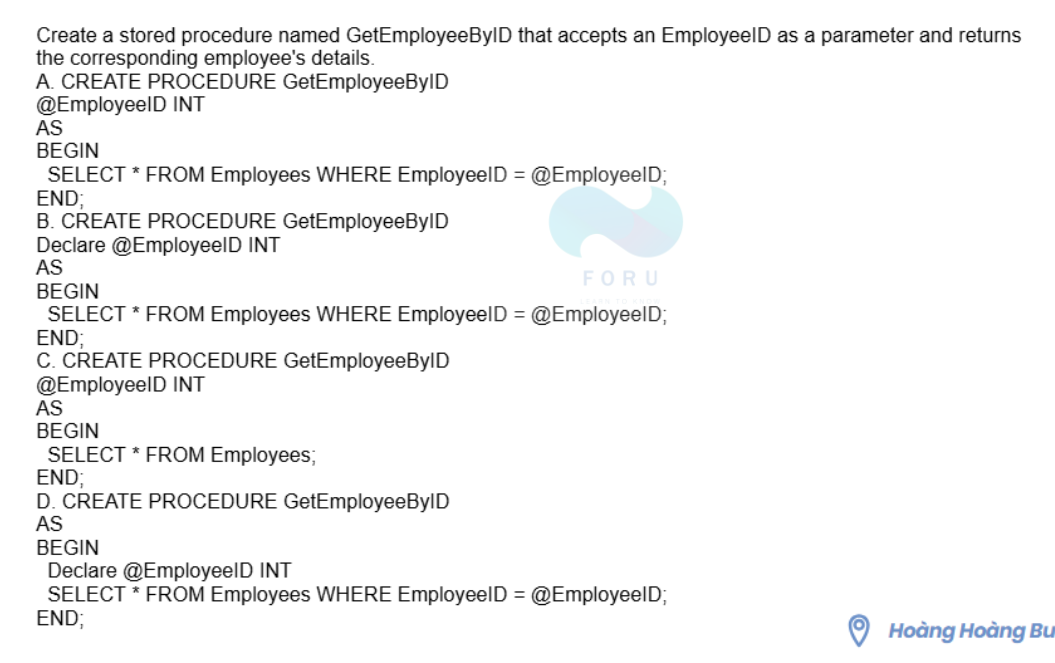 Create a stored procedure named GetEmployeeByID that accepts an EmployeeID as a parameter and returns
the corresponding employee's details.
A. CREATE PROCEDURE GetEmployeeByID
@EmployeeID INT
AS
BEGIN
SELECT * FROM Employees WHERE EmployeeID = @EmployeeID;
END;
B. CREATE PROCEDURE GetEmployeeByID
Declare @EmployeeID INT
AS
BEGIN
SELECT * FROM Employees WHERE EmployeeID = @EmployeeID;
END;
C. CREATE PROCEDURE GetEmployeeByID
@EmployeeID INT
AS
BEGIN
SELECT * FROM Employees;
END;
D. CREATE PROCEDURE GetEmployeeByID
AS
BEGIN
Declare @EmployeeID INT
SELECT * FROM Employees WHERE EmployeeID = @EmployeeID;
END;
FORU
Hoàng Hoàng Bu